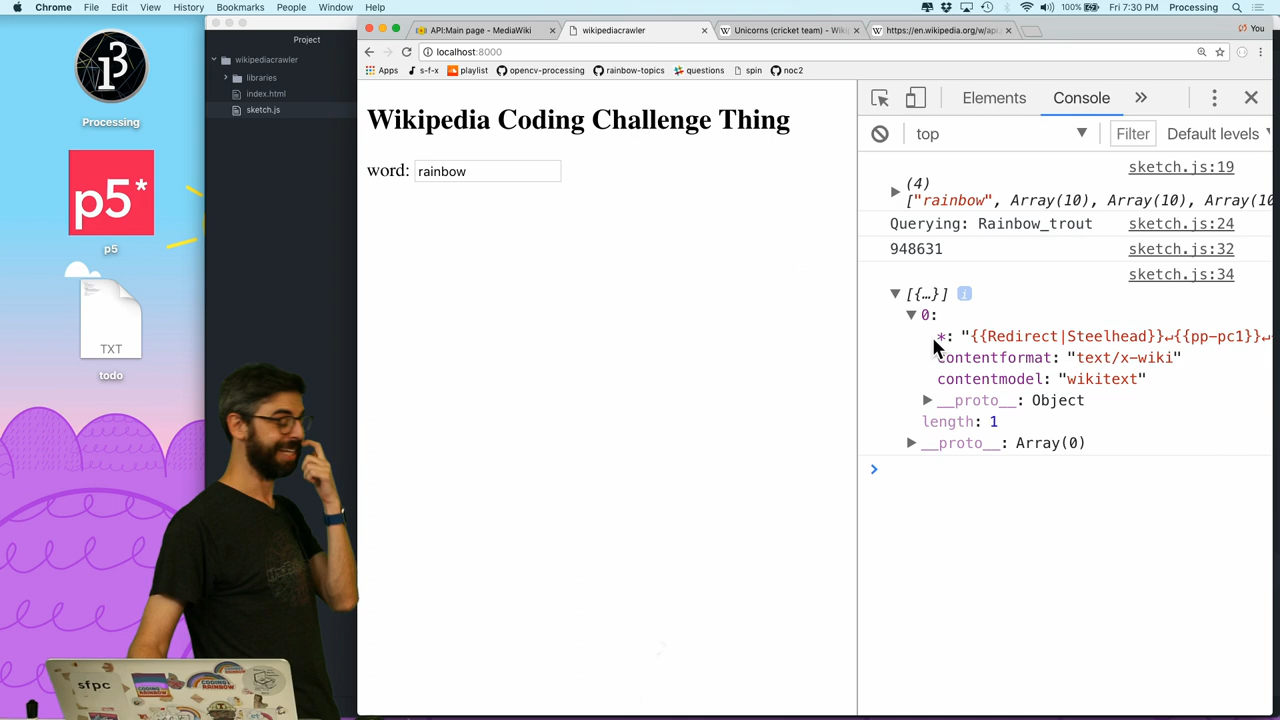 Chrome File Edit View History Bookmarks People Window Help 100% Fri 7:30 PM Processing
API:Main page - MediaWiki wikipediacrawler Unicorns (cricket team) - Wiki https://en.wikipedia.org/w/api. You
localhost:8000
Apps s-f-x playlist opencv-processing rainbow-topics questions spin noc2
Project
wikipediacrawler
libraries
index.html
sketch.js
Processing
p5*
p5
TXT
todo
Wikipedia Coding Challenge Thing
word: rainbow
Elements Console
top Filter Default levels
sketch.js:19
(4)
["rainbow", Array(10), Array(10), Array(10
Querying: Rainbow_trout sketch.js:24
948631 sketch.js:32
sketch.js:34
[{…}] i
0:
*: "{{Redirect|Steelhead}}↵{{pp-pc1}}↵
contentformat: "text/x-wiki"
contentmodel: "wikitext"
__proto__: Object
length: 1
__proto__: Array(0)
sfpc
CODING
RAINBOW